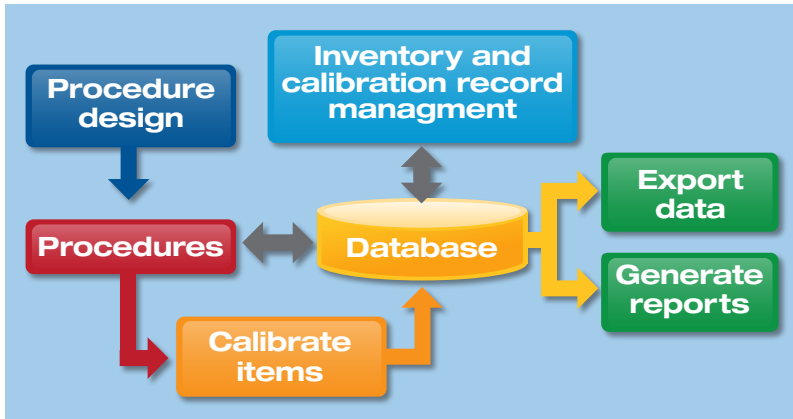 Procedure
design
Inventory and
calibration record
managment
Export
data
Procedures
Database
Generate
reports
Calibrate
items